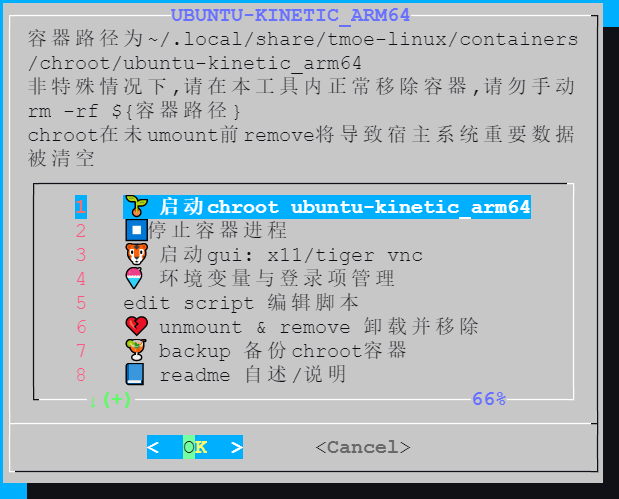 UBUNTU-KINETIC_ARM64
容器路径为~/.local/share/tmoe-linux/containers
/chroot/ubuntu-kinetic_arm64
非特殊情况下,请在本工具内正常移除容器,请勿手动
rm -rf ${容器路径}
chroot在未umount前remove将导致宿主系统重要数据
被清空
1 启动chroot ubuntu-kinetic_arm64
2 停止容器进程
3 启动gui: x11/tiger vnc
4 环境变量与登录项管理
5 edit script 编辑脚本
6 unmount & remove 卸载并移除
7 backup 备份chroot容器
8 readme 自述/说明
↓(+) 66%
< OK > <Cancel>